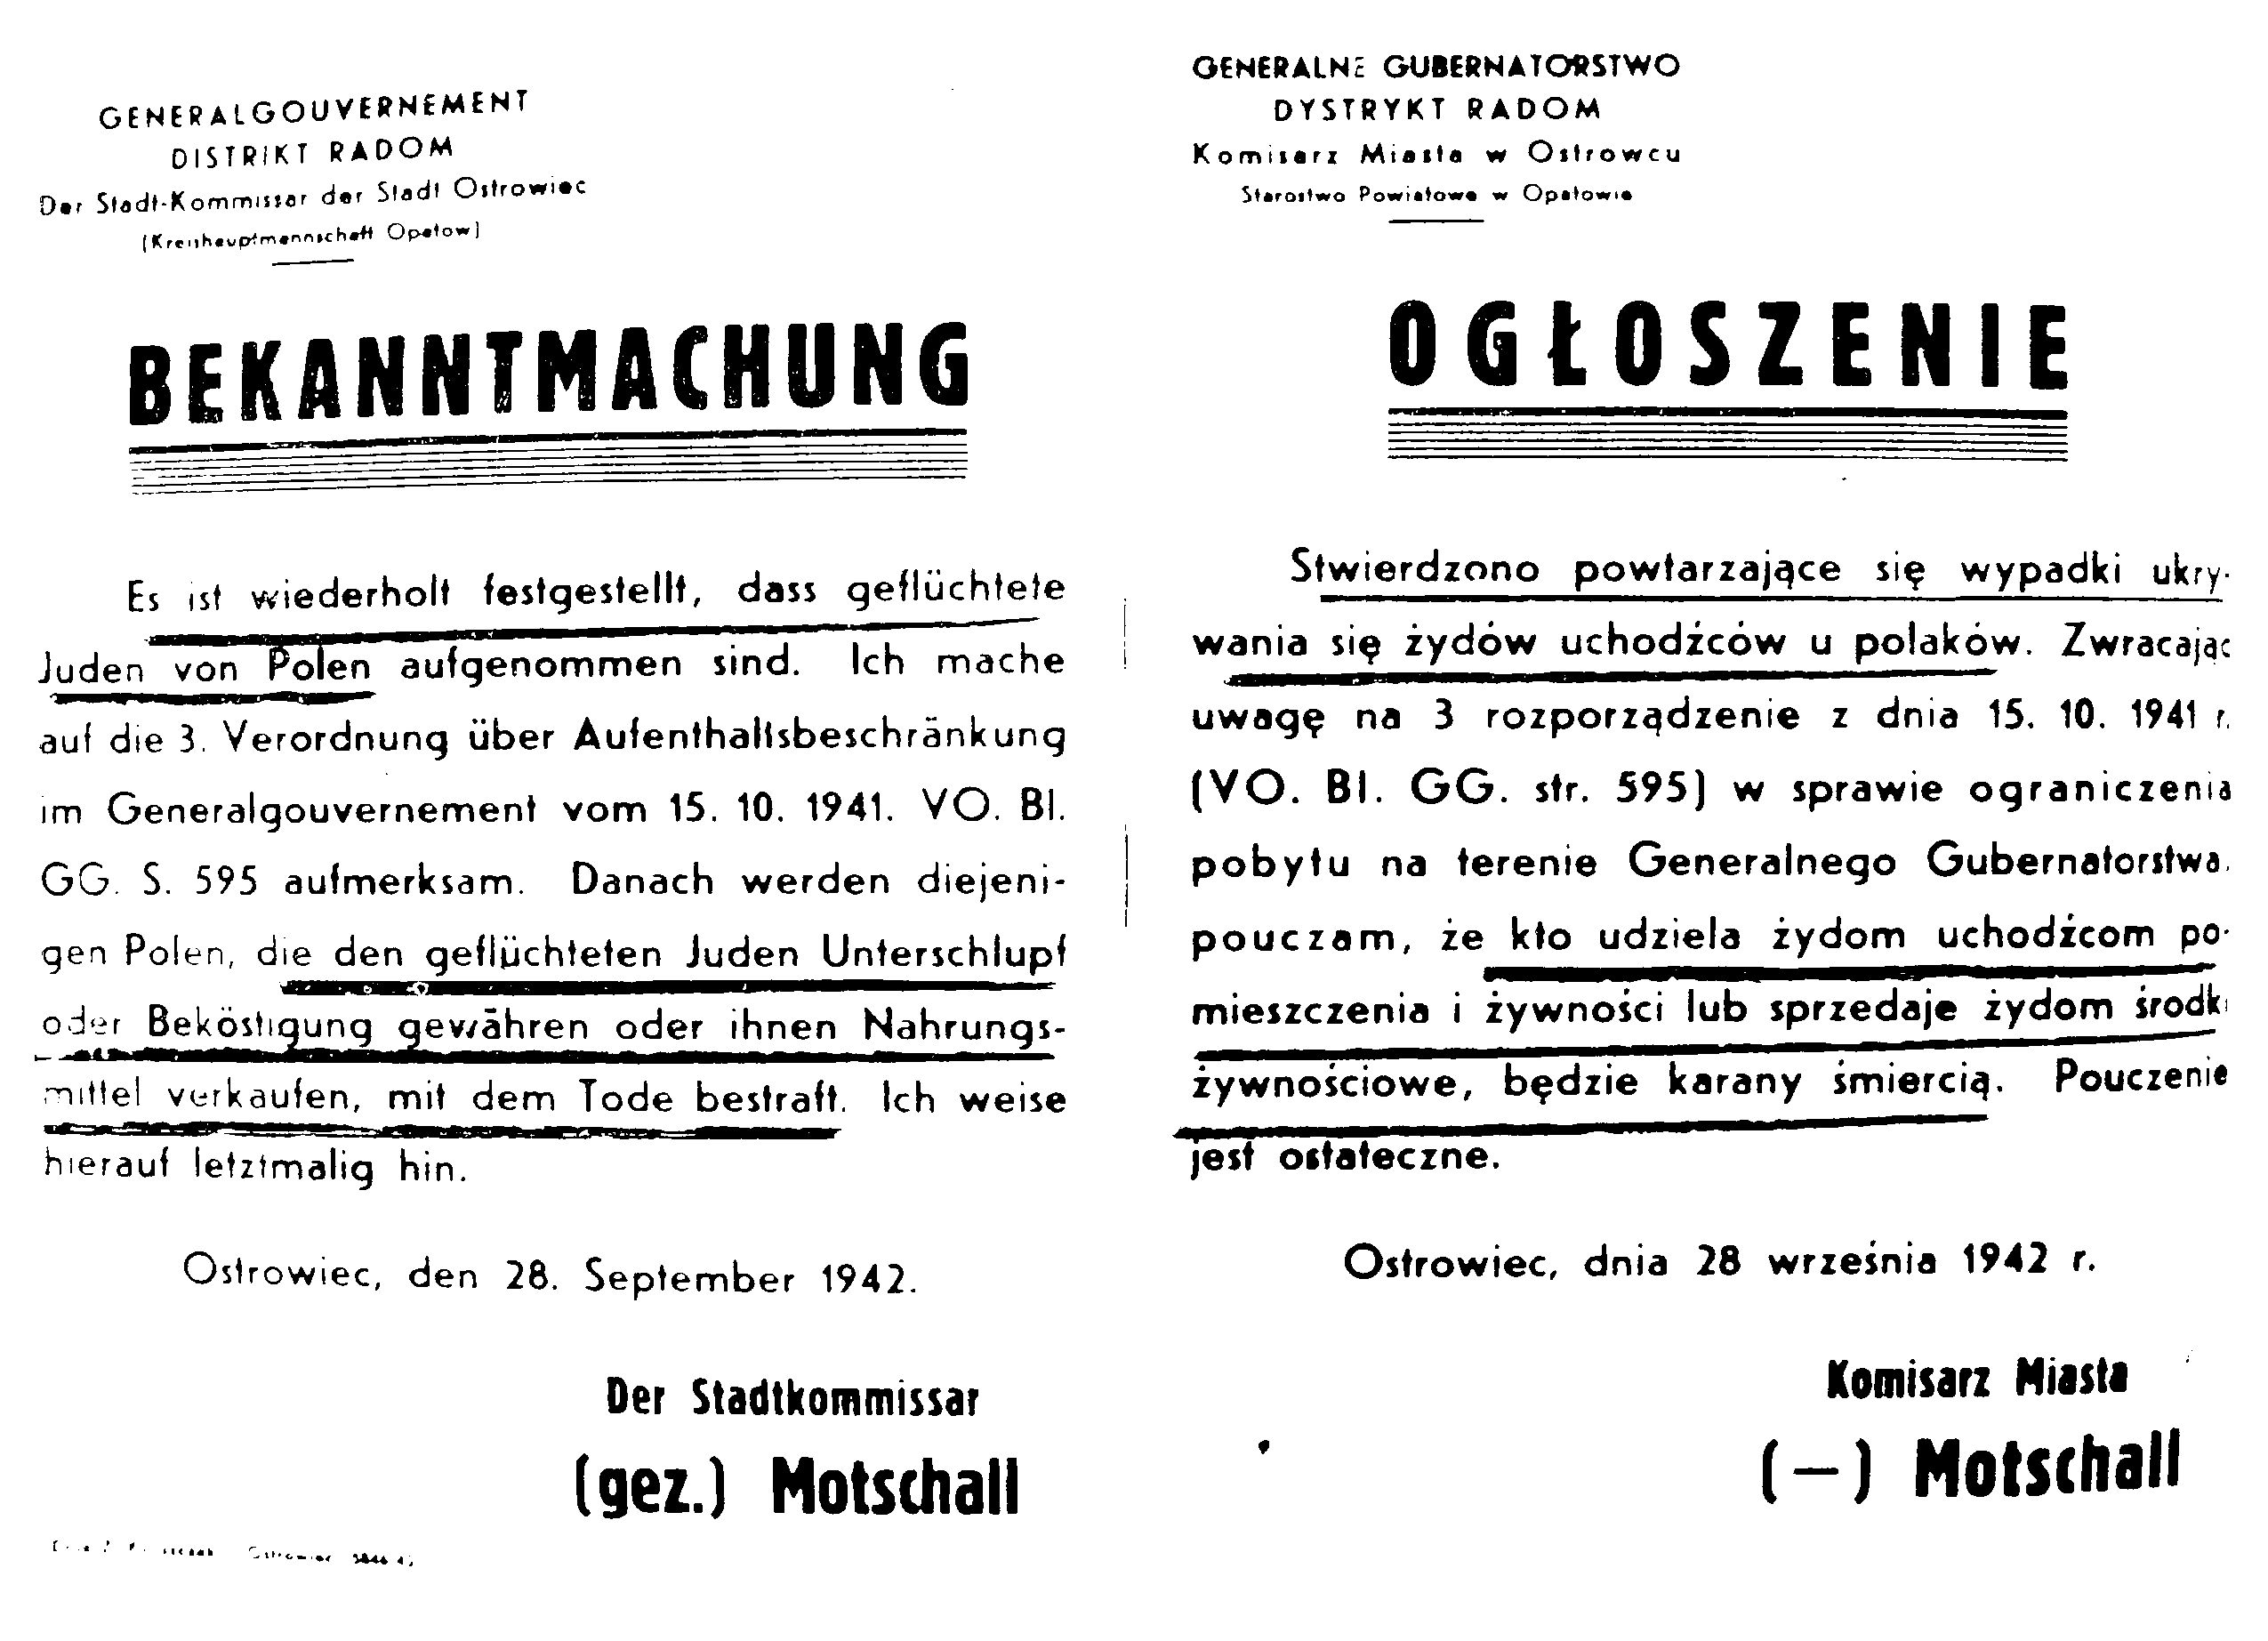 GENERALGOUVERNEMENT
DISTRIKT RADOM
Der Stadt-Kommissar der Stadt Ostrowiec
(Kreishauptmannschaft Opatow)
BEKANNTMACHUNG
Es ist wiederholt festgestellt, dass geflüchtete
Juden von Polen aufgenommen sind. Ich mache
auf die 3. Verordnung über Aufenthaltsbeschränkung
im Generalgouvernement vom 15. 10. 1941. VO. Bl.
GG. S. 595 aufmerksam. Danach werden diejeni-
gen Polen, die den geflüchteten Juden Unterschlupf
oder Beköstigung gewähren oder ihnen Nahrungs-
mittel verkaufen, mit dem Tode bestraft. Ich weise
hierauf letztmalig hin.
Ostrowiec, den 28. September 1942.
Der Stadtkommissar
(gez.) Motschall
Ostrowiec
GENERALNE GUBERNATORSTWO
DYSTRYKT RADOM
Komisarz Miasta w Ostrowcu
Starostwo Powiatowe w Opatowie
OGŁOSZENIE
Stwierdzono powtarzające się wypadki ukry-
wania się żydów uchodźców u polaków. Zwracając
uwagę na 3 rozporządzenie z dnia 15. 10. 1941 r.
(VO. Bl. GG. str. 595) w sprawie ograniczenia
pobytu na terenie Generalnego Gubernatorstwa,
pouczam, że kto udziela żydom uchodźcom po-
mieszczenia i żywności lub sprzedaje żydom środki
żywnościowe, będzie karany śmiercią. Pouczenie
jest ostateczne.
Ostrowiec, dnia 28 września 1942 r.
Komisarz Miasta
(—) Motschall